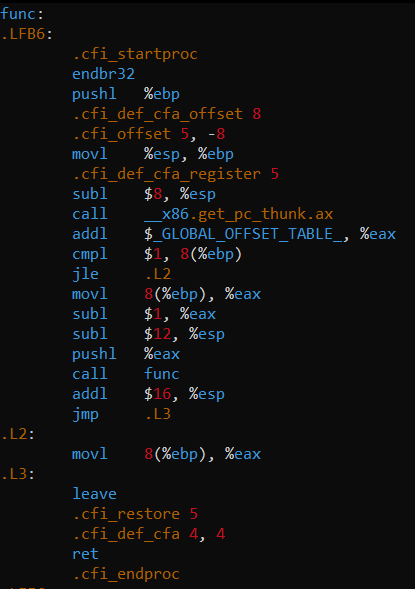 func:
.LFB6:
.cfi_startproc
endbr32
pushl %ebp
.cfi_def_cfa_offset 8
.cfi_offset 5, -8
movl %esp, %ebp
.cfi_def_cfa_register 5
subl $8, %esp
call __x86.get_pc_thunk.ax
addl $_GLOBAL_OFFSET_TABLE_, %eax
cmpl $1, 8(%ebp)
jle .L2
movl 8(%ebp), %eax
subl $1, %eax
subl $12, %esp
pushl %eax
call func
addl $16, %esp
jmp .L3
.L2:
movl 8(%ebp), %eax
.L3:
leave
.cfi_restore 5
.cfi_def_cfa 4, 4
ret
.cfi_endproc